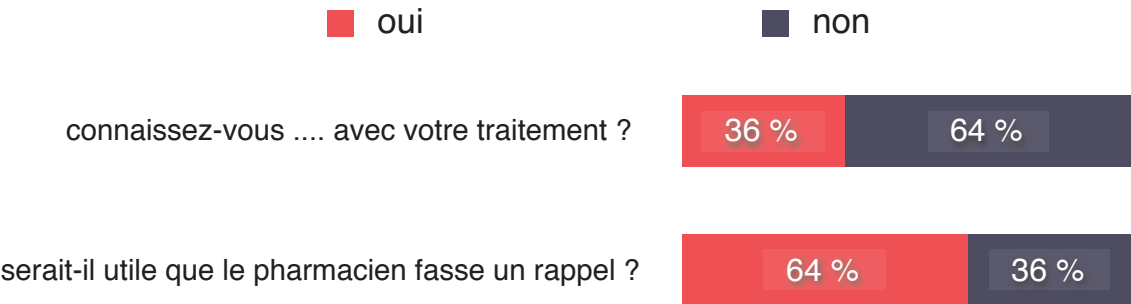 oui non
connaissez-vous .... avec votre traitement ? 36 % 64 %
serait-il utile que le pharmacien fasse un rappel ? 64 % 36 %